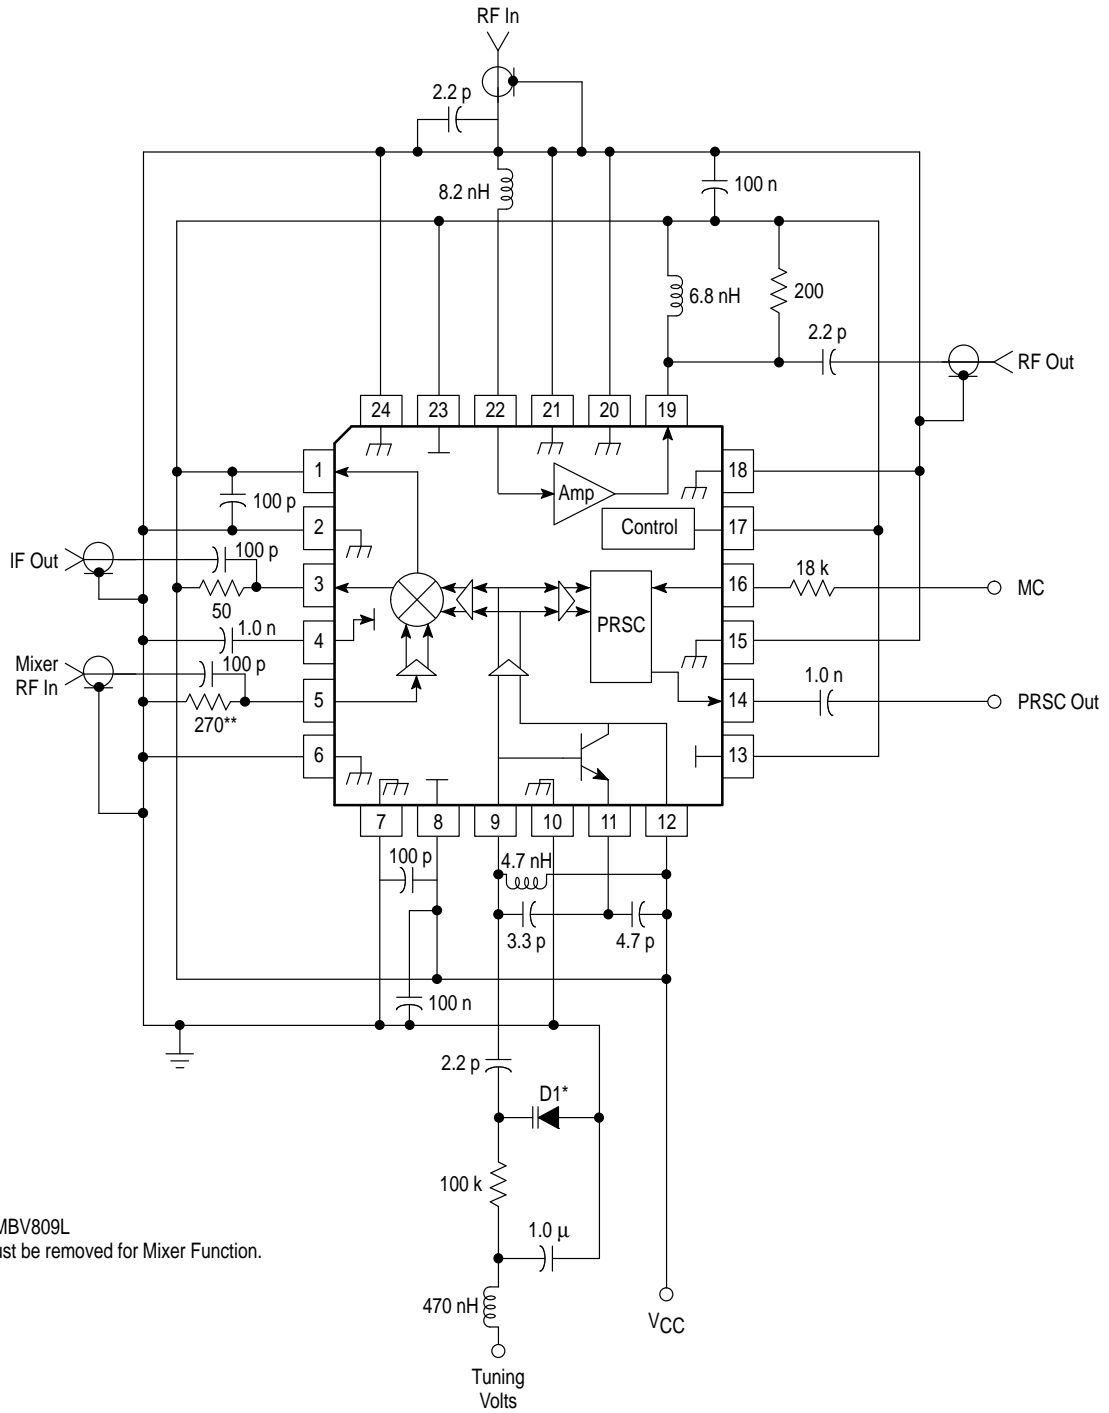 RF In
2.2 p
8.2 nH
100 n
6.8 nH
200
2.2 p
RF Out
24
23
22
21
20
19
1
100 p
Amp
18
2
Control
17
IF Out
100 p
3
50
18 k
16
MC
PRSC
1.0 n
4
15
Mixer
RF In
100 p
5
270**
1.0 n
14
PRSC Out
6
13
7
8
9
10
11
12
100 p
4.7 nH
3.3 p
4.7 p
100 n
2.2 p
D1*
100 k
1.0 µ
MBV809L
ust be removed for Mixer Function.
470 nH
VCC
Tuning
Volts